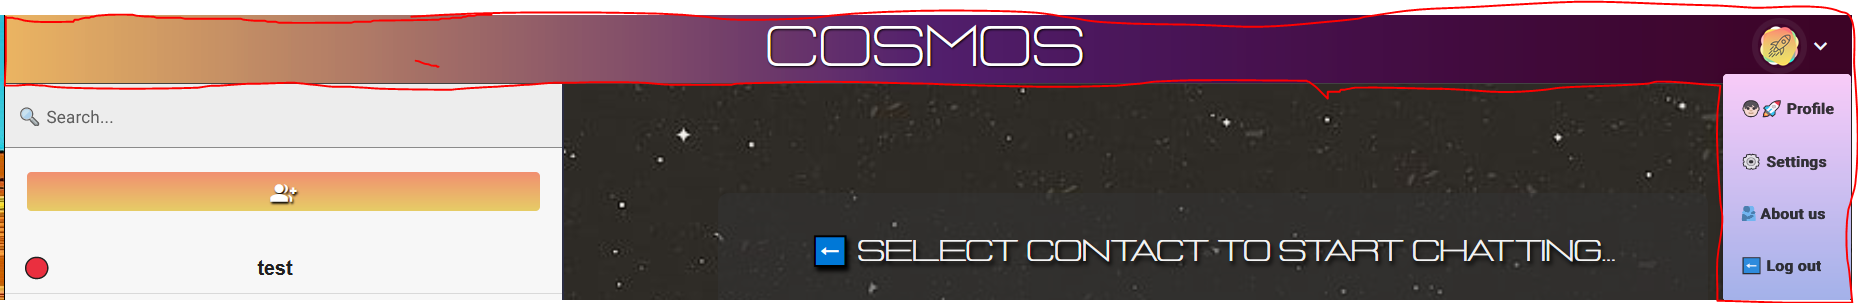 COSMOS
Search...
Profile
Settings
About us
test
SELECT CONTACT TO START CHATTING...
Log out